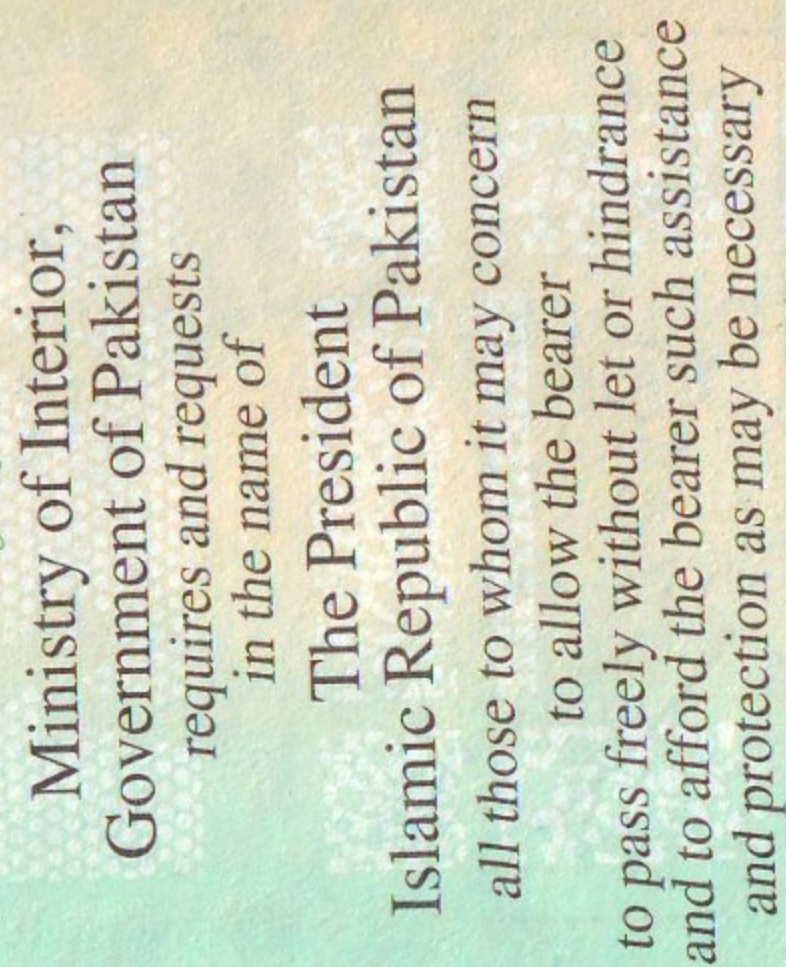 Ministry of Interior,
Government of Pakistan
requires and requests
in the name of
The President
Islamic Republic of Pakistan
all those to whom it may concern
to allow the bearer
to pass freely without let or hindrance
and to afford the bearer such assistance
and protection as may be necessary